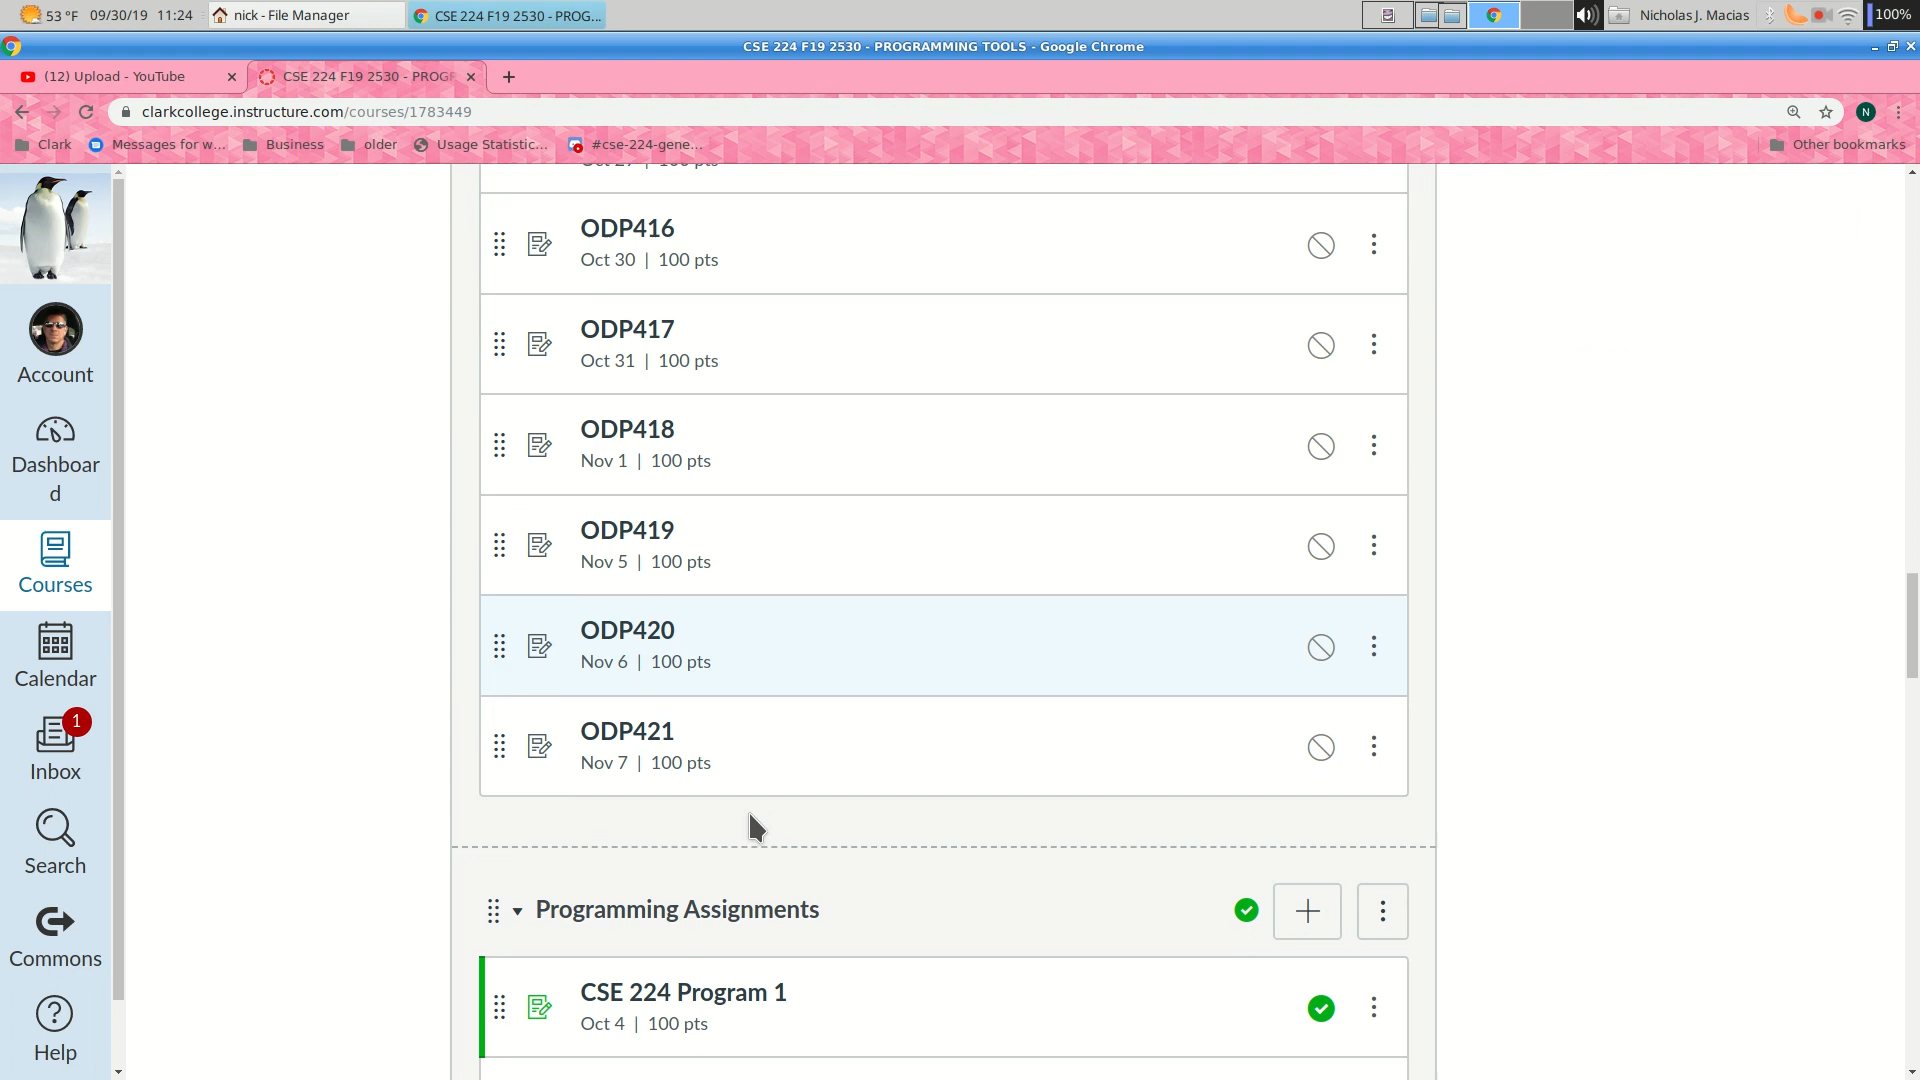 53 °F 09/30/19 11:24 nick - File Manager CSE 224 F19 2530 - PROG... Nicholas J. Macias 100%
CSE 224 F19 2530 - PROGRAMMING TOOLS - Google Chrome
(12) Upload - YouTube CSE 224 F19 2530 - PROGR
clarkcollege.instructure.com/courses/1783449 N
Clark Messages for w... Business older Usage Statistic... #cse-224-gene... Other bookmarks
Oct 27 | 100 pts
ODP416
Oct 30 | 100 pts
ODP417
Oct 31 | 100 pts
ODP418
Nov 1 | 100 pts
ODP419
Nov 5 | 100 pts
ODP420
Nov 6 | 100 pts
ODP421
Nov 7 | 100 pts
Programming Assignments
CSE 224 Program 1
Oct 4 | 100 pts
Account
Dashboar
d
Courses
Calendar
1
Inbox
Search
Commons
Help